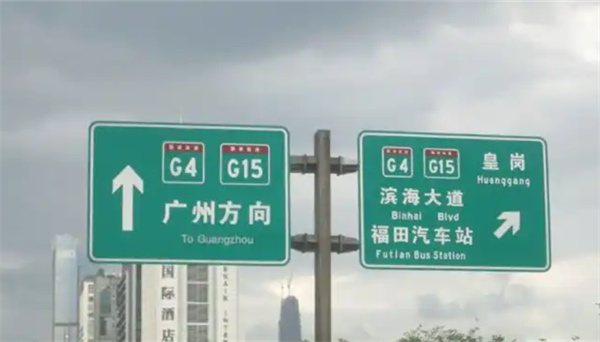 G4 G15
广州方向
To Guangzhou
G4 G15
皇岗
Huanggang
滨海大道
Binhai Blvd
福田汽车站
Futian Bus Station
国际酒店